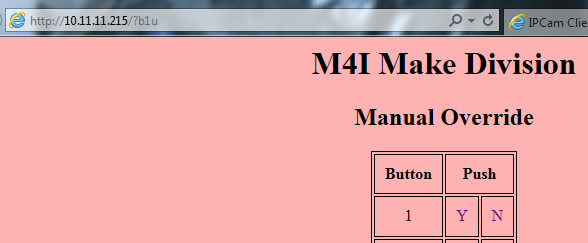 http://10.11.11.215/?b1u
IPCam Clie
M4I Make Division
Manual Override
Button Push
1 Y N